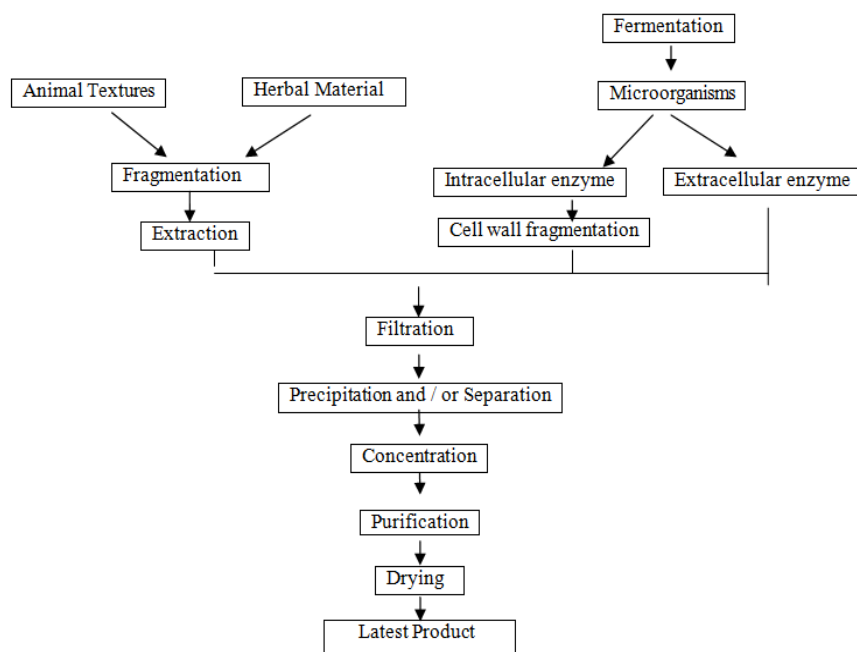 Fermentation
Animal Textures
Herbal Material
Microorganisms
Fragmentation
Intracellular enzyme
Extracellular enzyme
Extraction
Cell wall fragmentation
Filtration
Precipitation and / or Separation
Concentration
Purification
Drying
Latest Product